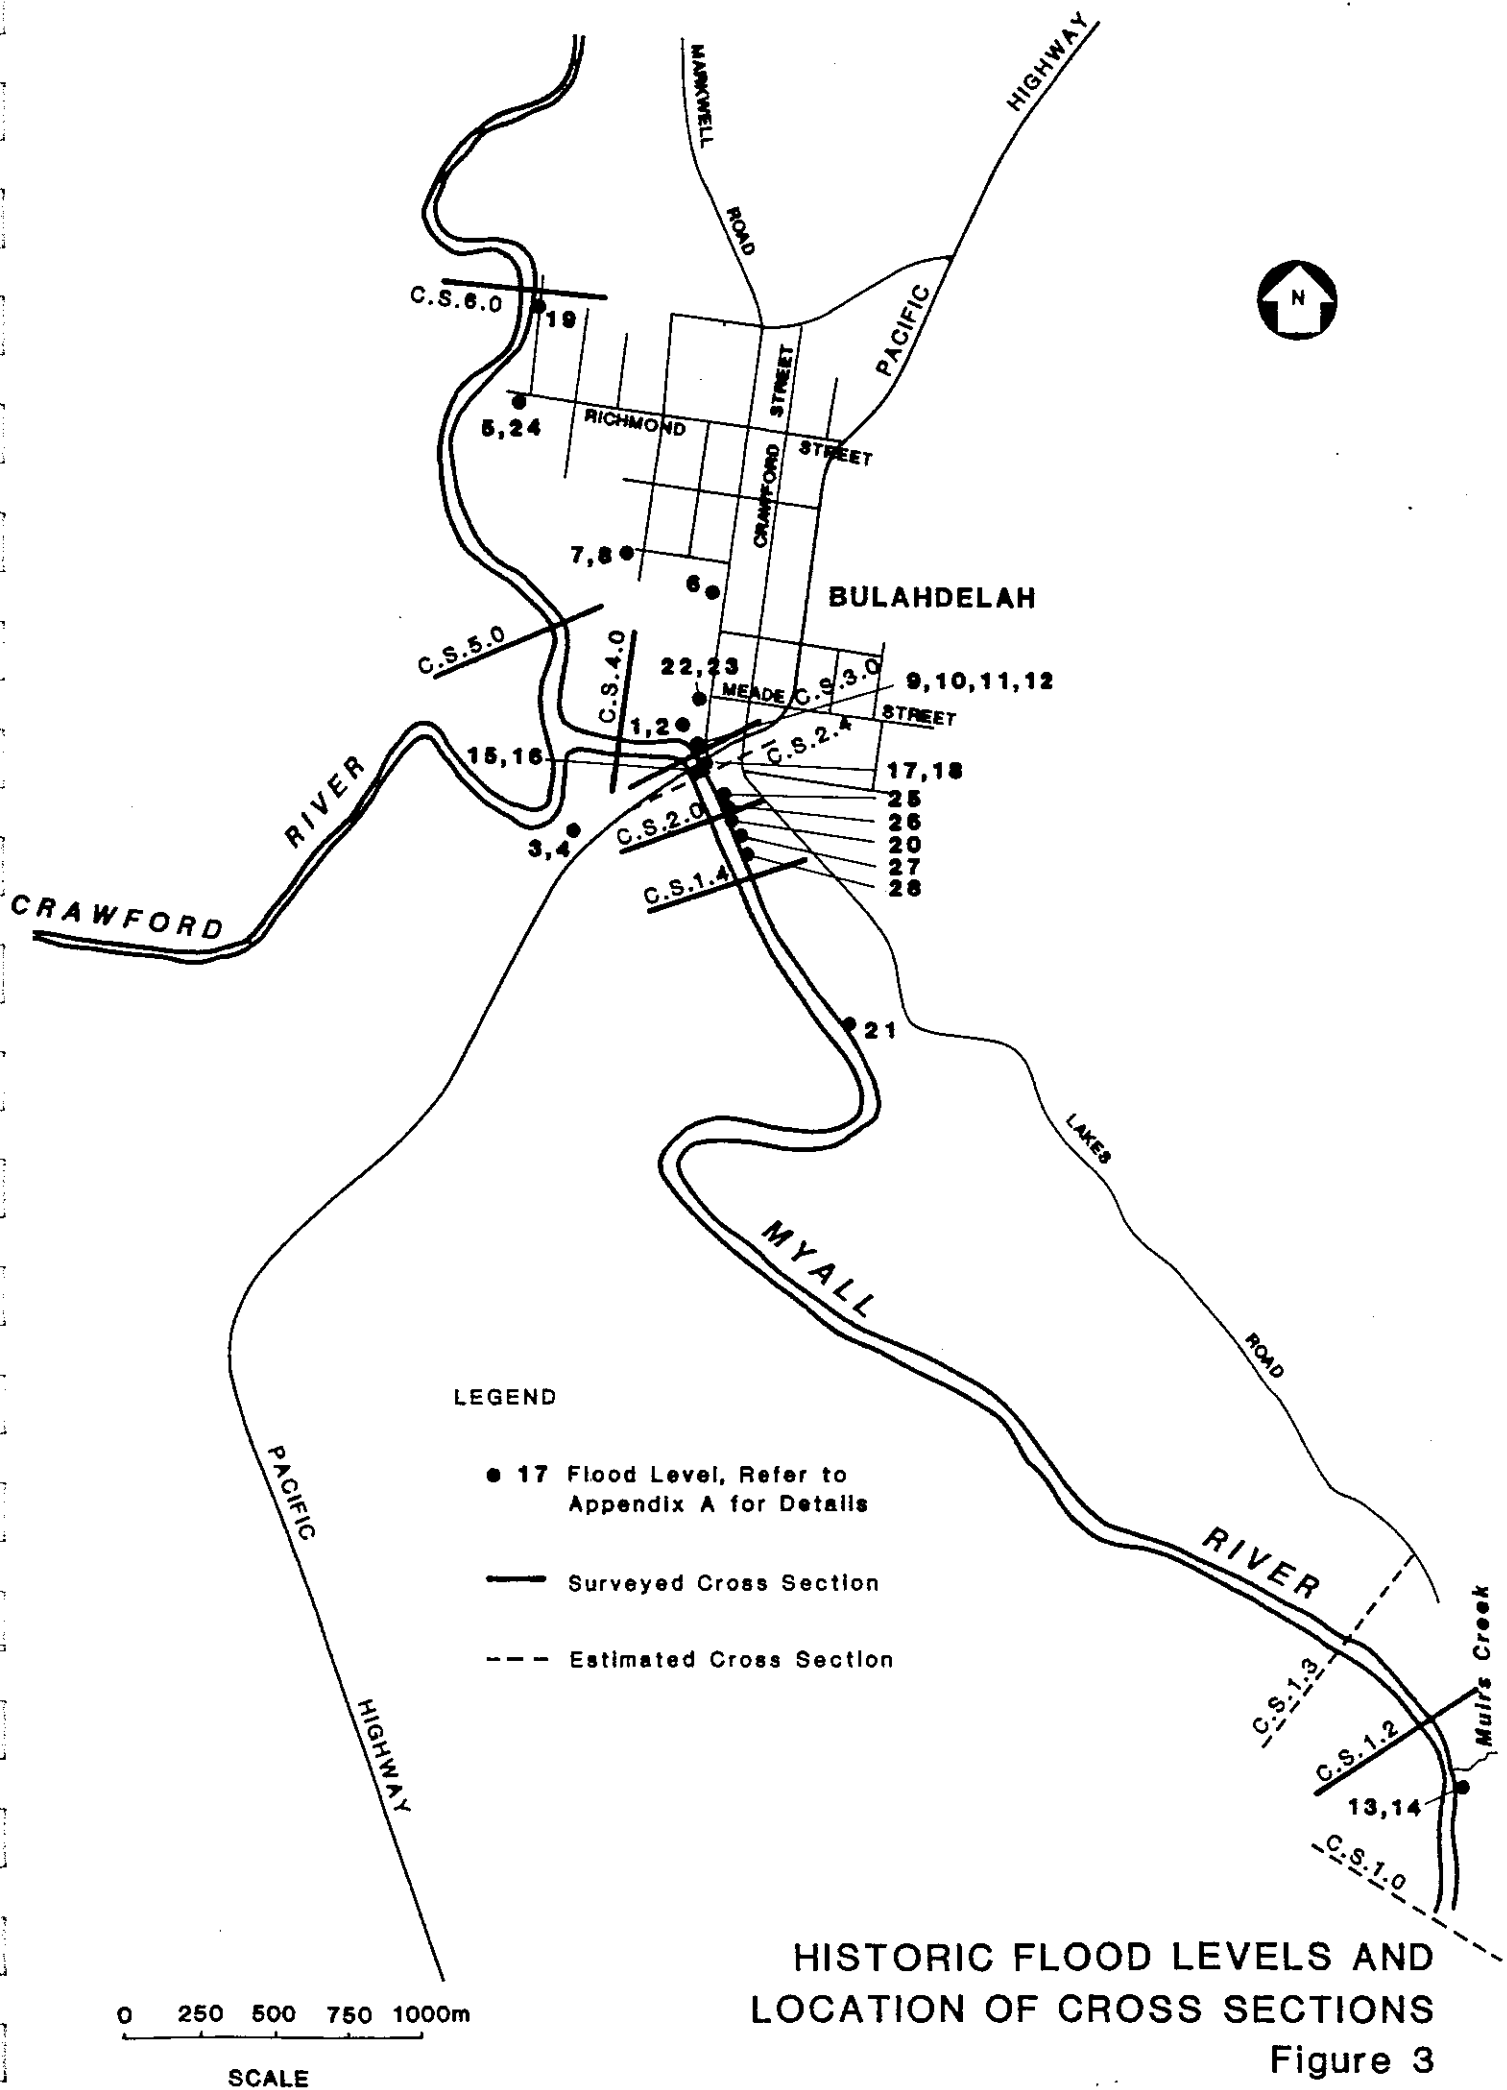 MARKWELL
ROAD
HIGHWAY
PACIFIC
N
C.S.6.0
19
5,24
RICHMOND
STREET
STREET
CRAWFORD
7,8
6
BULAHDELAH
C.S.5.0
C.S.4.0
22,23
MEADE
C.S.3.0
9,10,11,12
STREET
1,2
C.S.2.4
15,16
17,18
25
26
20
27
28
C.S.2.0
3,4
C.S.1.4
RIVER
CRAWFORD
21
LAKES
ROAD
MYALL
RIVER
PACIFIC
HIGHWAY
LEGEND
17 Flood Level, Refer to
Appendix A for Details
Surveyed Cross Section
Estimated Cross Section
C.S.1.3
C.S.1.2
Muirs Creek
13,14
C.S.1.0
HISTORIC FLOOD LEVELS AND
LOCATION OF CROSS SECTIONS
Figure 3
0 250 500 750 1000m
SCALE